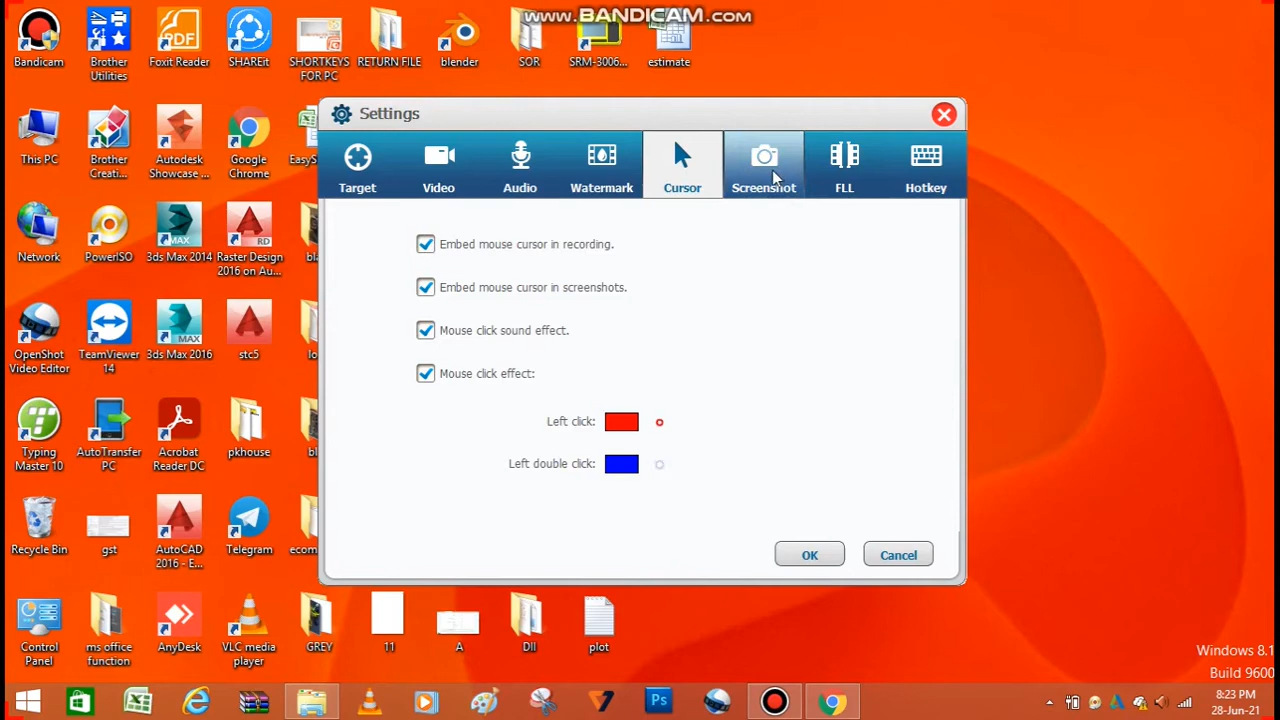 www.BANDICAM.com
Bandicam
Brother
Utilities
Foxit Reader
SHAREit
SHORTKEYS
FOR PC
RETURN FILE
blender
SOR
SRM-3006...
estimate
This PC
Brother
Creati...
Autodesk
Showcase ...
Google
Chrome
EasyS
Network
PowerISO
3ds Max 2014
Raster Design
2016 on Au...
OpenShot
Video Editor
TeamViewer
14
3ds Max 2016
stc5
Typing
Master 10
AutoTransfer
PC
Acrobat
Reader DC
pkhouse
Recycle Bin
gst
AutoCAD
2016 - E...
Telegram
ecom
Control
Panel
ms office
function
AnyDesk
VLC media
player
GREY
11
A
Dll
plot
Settings
Target
Video
Audio
Watermark
Cursor
Screenshot
FLL
Hotkey
Embed mouse cursor in recording.
Embed mouse cursor in screenshots.
Mouse click sound effect.
Mouse click effect:
Left click:
Left double click:
OK
Cancel
Windows 8.1
Build 9600
8:23 PM
28-Jun-21